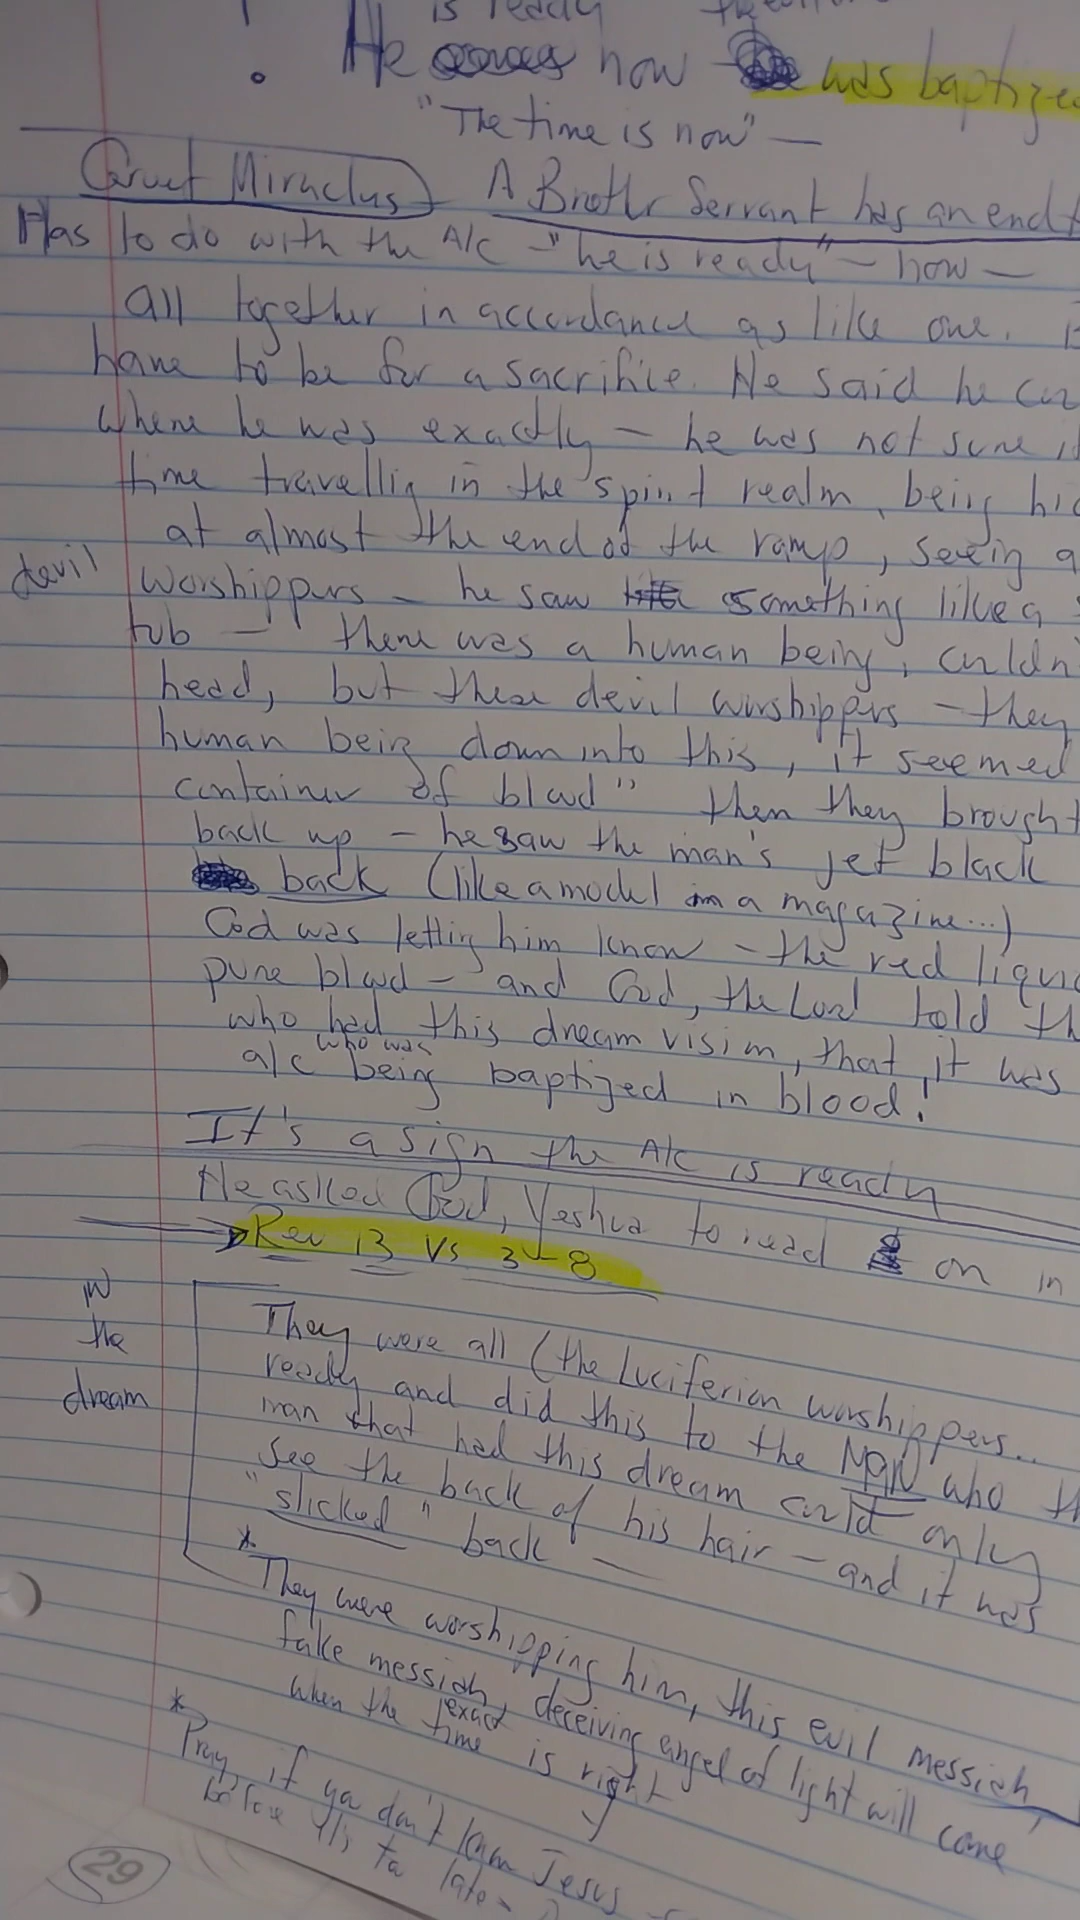 is ready
He now was baptize
"The time is now" —
Great Miracles A Brother Servant has an end t
Has to do with the A/c - "he is ready" - now -
all together in accordance as like one.
have to be for a sacrifice. He said he
where he was exactly - he was not sure i
time travellig in the spirit realm, being hi
at almost the end of the ramp, seeing a
devil worshippers - he saw something like a
tub - there was a human being, couldn
head, but these devil worshippers - they
human being down into this, it seemed
container of blood" then they brought
back up - he saw the man's jet black
back (like a model in a magazine...)
God was lettig him know - the red liqui
pure blood - and God, the Lord told th
who had this dream vision, that it was
who was
a/c being baptized in blood!
It's a sign the A/c is ready
He asked God, Yeshua to read on in
Rev 13 vs 3-8
in
the
dream
They were all (the Luciferian worshippers...
ready and did this to the MAN who th
man that had this dream could only
see the back of his hair - and it was
"slicked" back -
* They were worshipping him, this evil messiah,
fake messiah, deceiving angel of light will come
when the exact time is right
* Pray, if ya don't know Jesus
before it's too late -
29